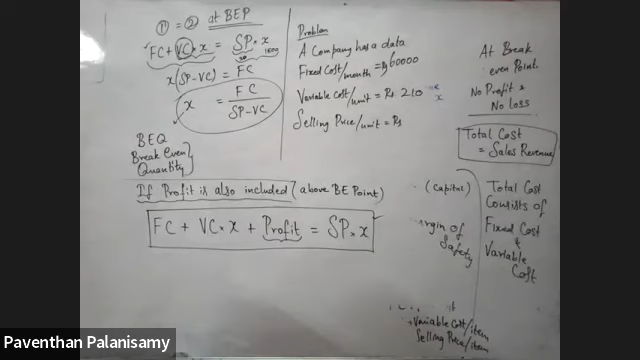 ① = ② at BEP
FC + VC × x = SP × x
x (SP-VC) = FC
x = FC / SP-VC
BEQ
Break Even
Quantity
Problem
A Company has a data
Fixed Cost/month = Rs 60000
Variable Cost/unit = Rs 210
Selling Price/unit = Rs
At Break
even Point
No Profit &
No loss
Total Cost
= Sales Revenue
If Profit is also included (above BE Point)
FC + VC × x + Profit = SP × x
(Capital)
rgin of
Safety
Total Cost
Consists of
Fixed Cost
&
Variable
Cost
Variable Cost/item
Selling Price/item
Paventhan Palanisamy